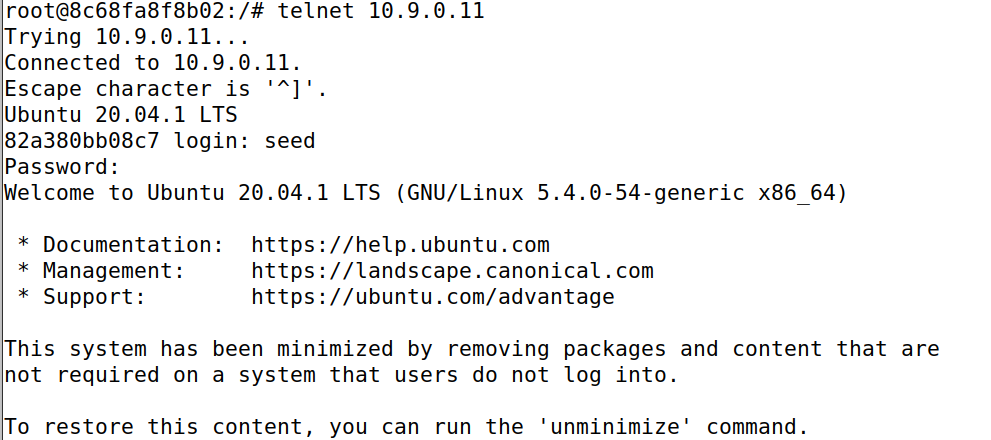 root@8c68fa8f8b02:/# telnet 10.9.0.11
Trying 10.9.0.11...
Connected to 10.9.0.11.
Escape character is '^]'.
Ubuntu 20.04.1 LTS
82a380bb08c7 login: seed
Password:
Welcome to Ubuntu 20.04.1 LTS (GNU/Linux 5.4.0-54-generic x86_64)

 * Documentation:  https://help.ubuntu.com
 * Management:     https://landscape.canonical.com
 * Support:        https://ubuntu.com/advantage

This system has been minimized by removing packages and content that are
not required on a system that users do not log into.

To restore this content, you can run the 'unminimize' command.